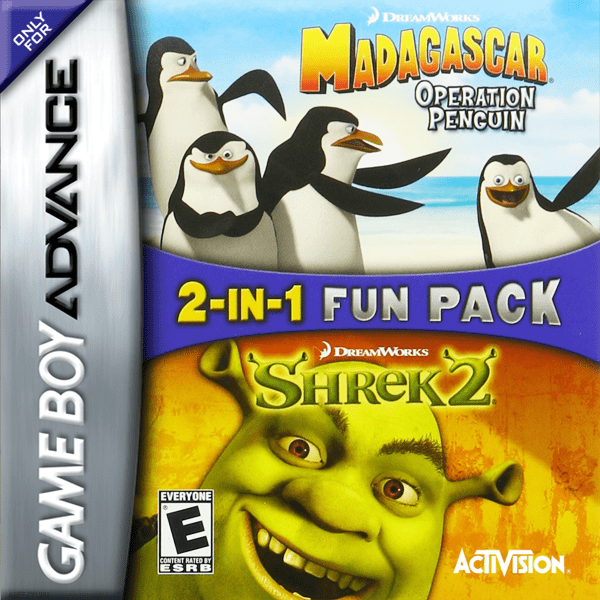 ONLY
FOR
GAME BOY ADVANCE
DREAMWORKS
MADAGASCAR
OPERATION
PENGUIN
2-IN-1 FUN PACK
DREAMWORKS
SHREK 2
EVERYONE
E
CONTENT RATED BY
ESRB
ACTIVISION